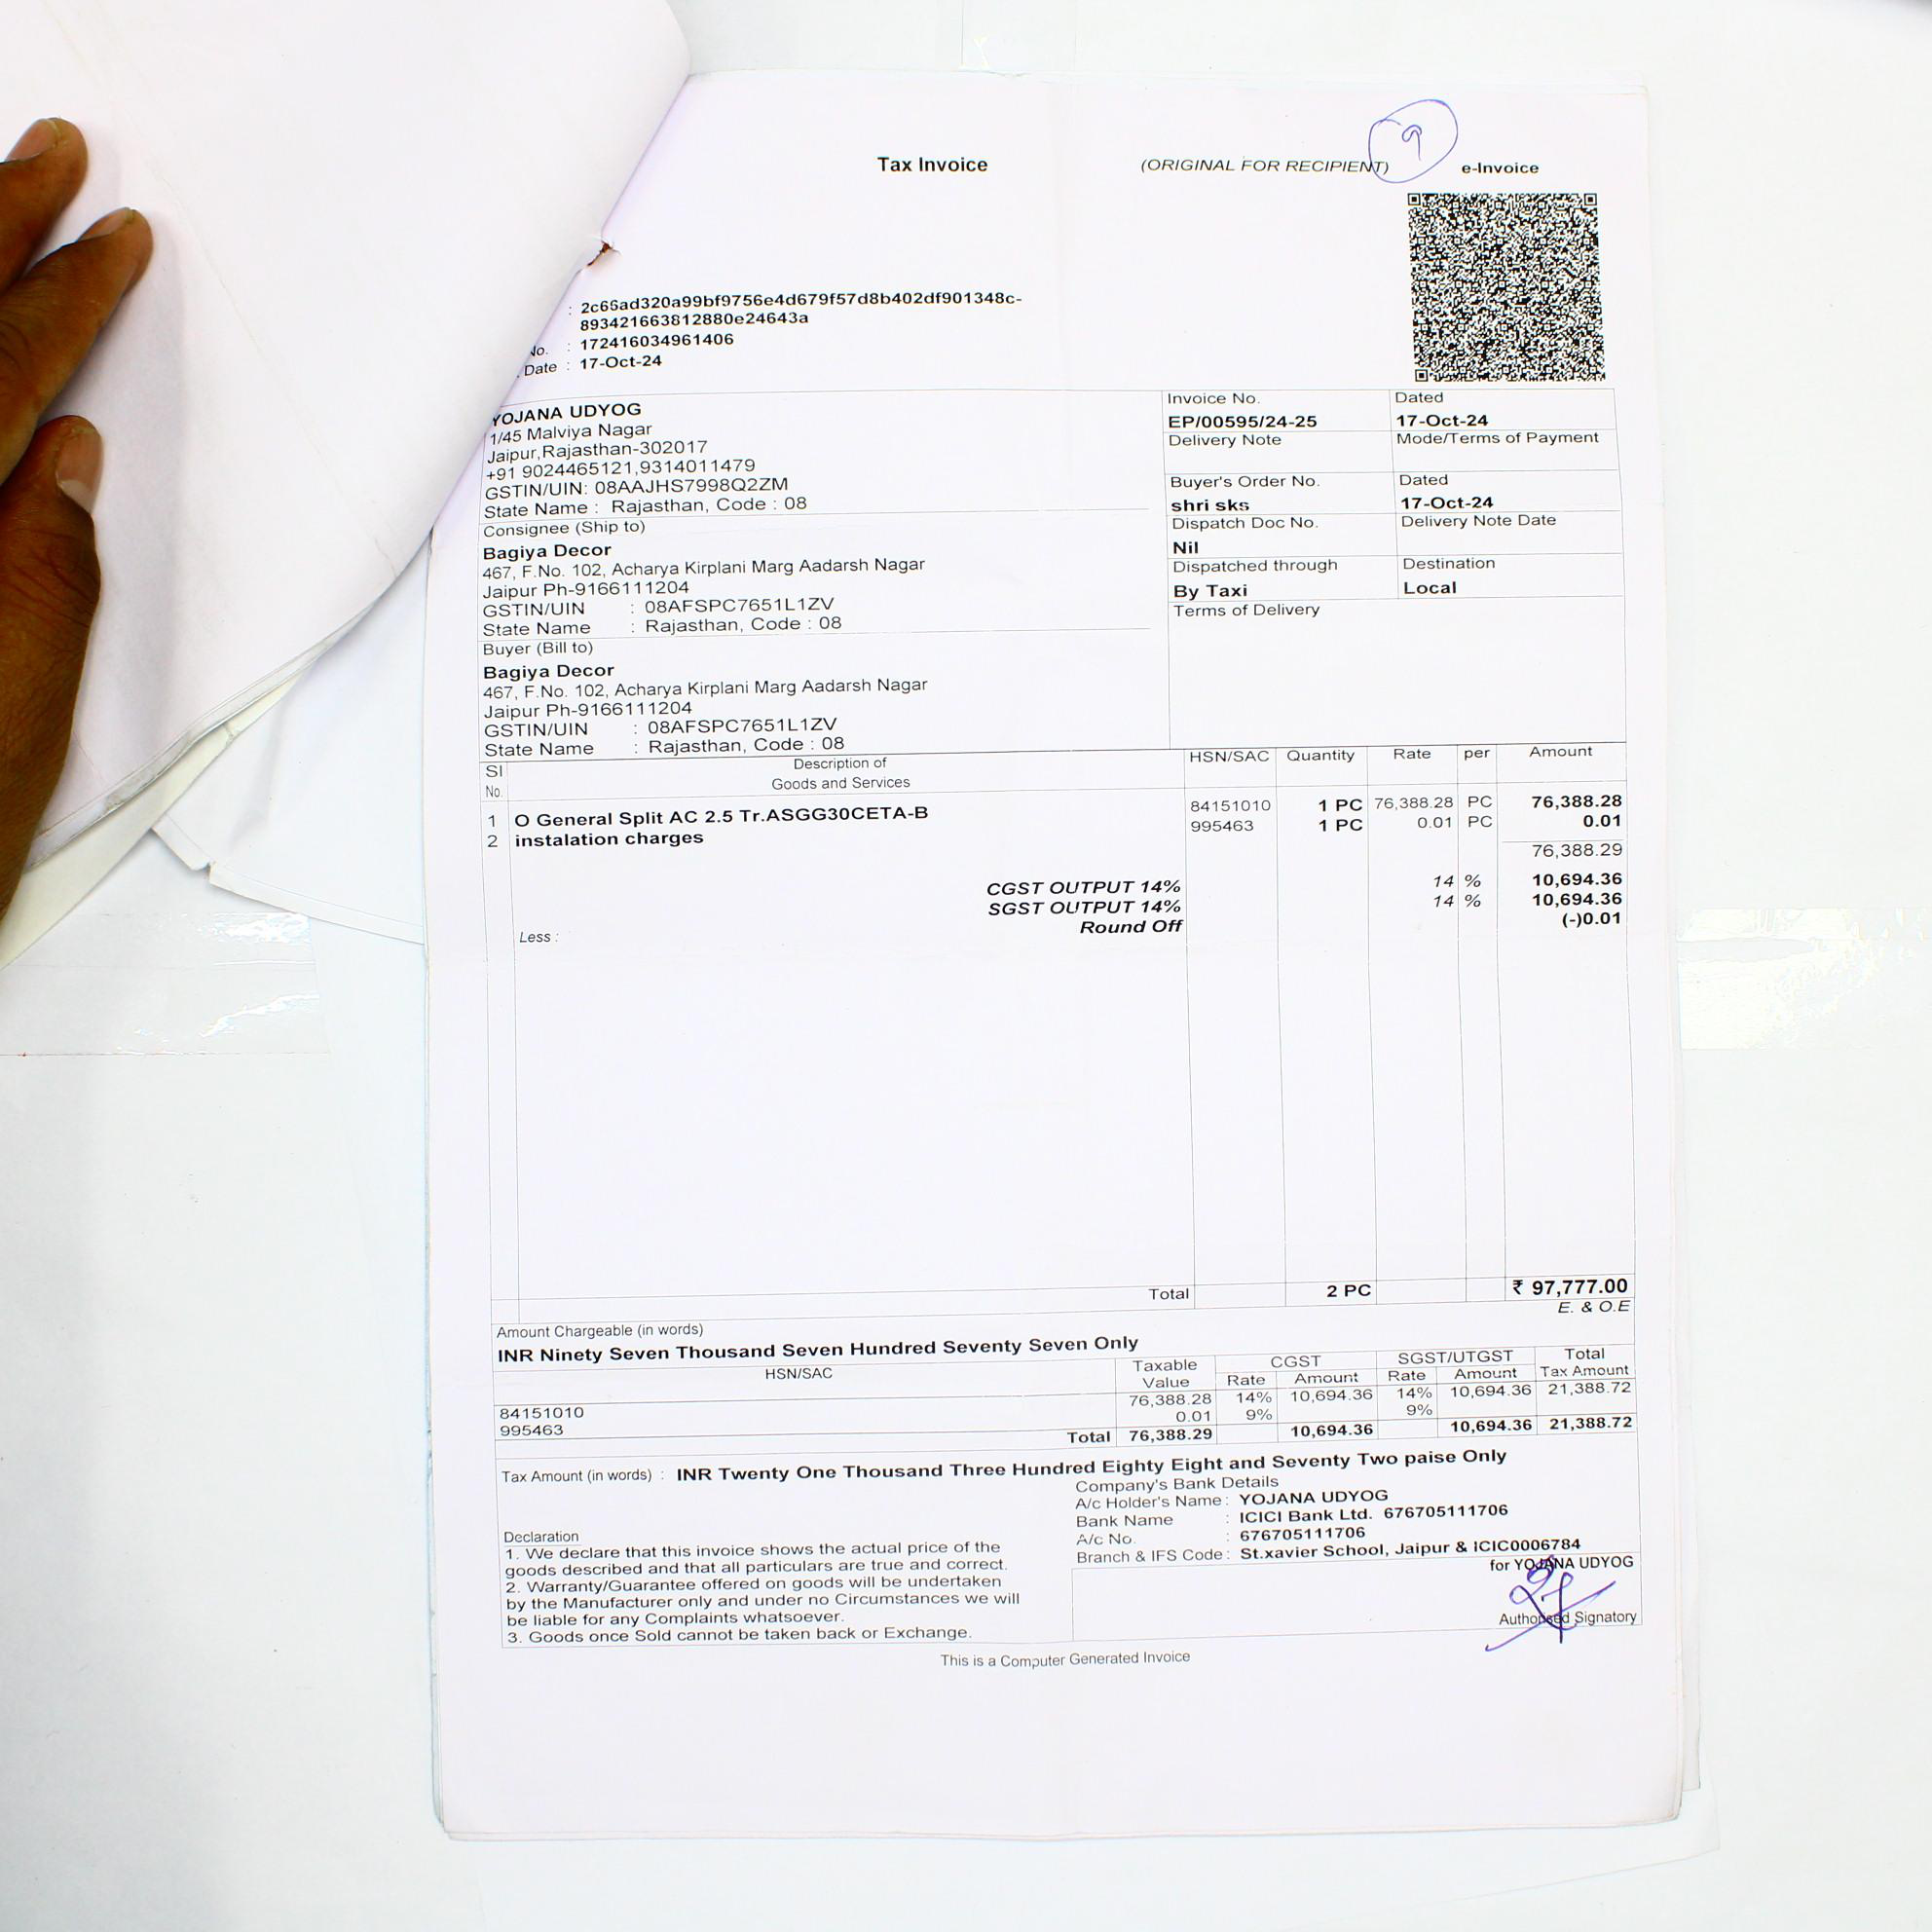 9
Tax Invoice (ORIGINAL FOR RECIPIENT) e-Invoice
: 2c66ad320a99bf9756e4d679f57d8b402df901348c-
893421663812880e24643a
No. : 172416034961406
Date : 17-Oct-24
YOJANA UDYOG
1/45 Malviya Nagar
Jaipur,Rajasthan-302017
+91 9024465121,9314011479
GSTIN/UIN: 08AAJHS7998Q2ZM
State Name : Rajasthan, Code : 08
Invoice No. Dated
EP/00595/24-25 17-Oct-24
Delivery Note Mode/Terms of Payment
Buyer's Order No. Dated
shri sks 17-Oct-24
Dispatch Doc No. Delivery Note Date
Nil
Dispatched through Destination
By Taxi Local
Terms of Delivery
Consignee (Ship to)
Bagiya Decor
467, F.No. 102, Acharya Kirplani Marg Aadarsh Nagar
Jaipur Ph-9166111204
GSTIN/UIN : 08AFSPC7651L1ZV
State Name : Rajasthan, Code : 08
Buyer (Bill to)
Bagiya Decor
467, F.No. 102, Acharya Kirplani Marg Aadarsh Nagar
Jaipur Ph-9166111204
GSTIN/UIN : 08AFSPC7651L1ZV
State Name : Rajasthan, Code : 08
Sl Description of HSN/SAC Quantity Rate per Amount
No. Goods and Services
1 O General Split AC 2.5 Tr.ASGG30CETA-B 84151010 1 PC 76,388.28 PC 76,388.28
2 instalation charges 995463 1 PC 0.01 PC 0.01
76,388.29
CGST OUTPUT 14% 14 % 10,694.36
SGST OUTPUT 14% 14 % 10,694.36
Less : Round Off (-)0.01
Total 2 PC ₹ 97,777.00
E. & O.E
Amount Chargeable (in words)
INR Ninety Seven Thousand Seven Hundred Seventy Seven Only
HSN/SAC Taxable CGST SGST/UTGST Total
Value Rate Amount Rate Amount Tax Amount
84151010 76,388.28 14% 10,694.36 14% 10,694.36 21,388.72
995463 0.01 9% 9%
Total 76,388.29 10,694.36 10,694.36 21,388.72
Tax Amount (in words) : INR Twenty One Thousand Three Hundred Eighty Eight and Seventy Two paise Only
Company's Bank Details
A/c Holder's Name : YOJANA UDYOG
Bank Name : ICICI Bank Ltd. 676705111706
A/c No. : 676705111706
Branch & IFS Code : St.xavier School, Jaipur & ICIC0006784
Declaration
1. We declare that this invoice shows the actual price of the
goods described and that all particulars are true and correct.
2. Warranty/Guarantee offered on goods will be undertaken
by the Manufacturer only and under no Circumstances we will
be liable for any Complaints whatsoever.
3. Goods once Sold cannot be taken back or Exchange.
for YOJANA UDYOG
Authorised Signatory
This is a Computer Generated Invoice